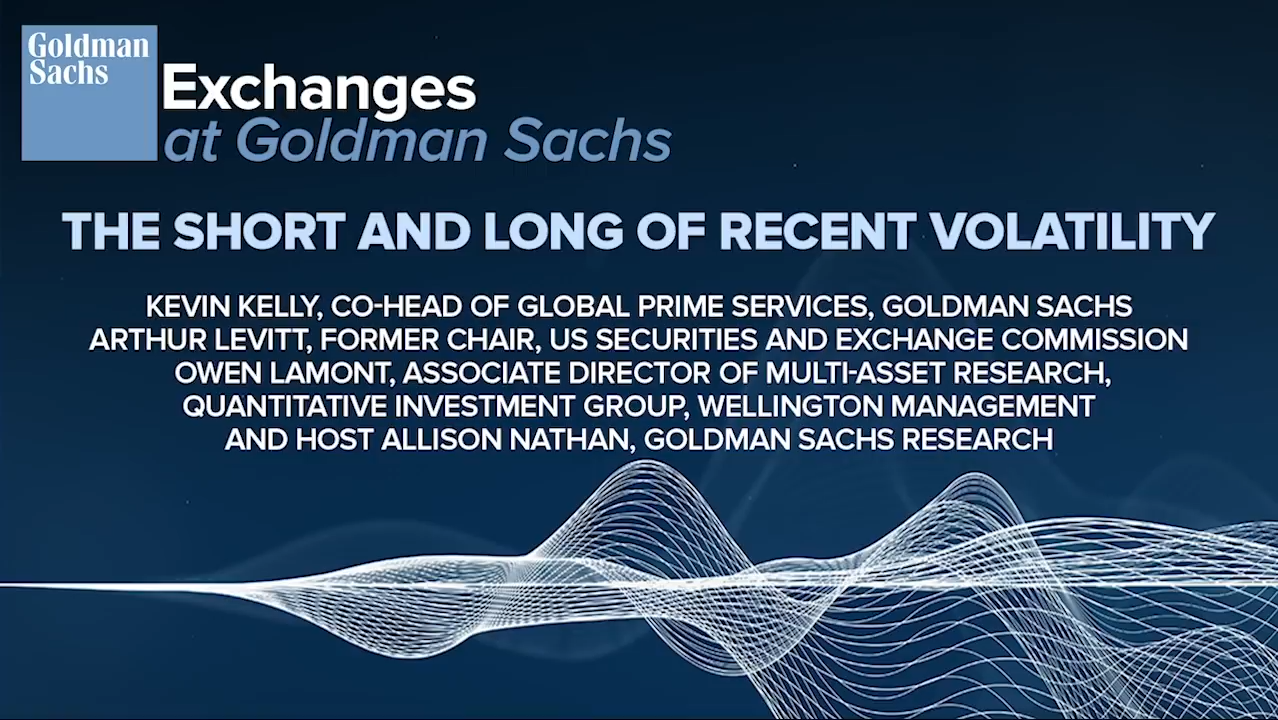 Goldman
Sachs
Exchanges
at Goldman Sachs
THE SHORT AND LONG OF RECENT VOLATILITY
KEVIN KELLY, CO-HEAD OF GLOBAL PRIME SERVICES, GOLDMAN SACHS
ARTHUR LEVITT, FORMER CHAIR, US SECURITIES AND EXCHANGE COMMISSION
OWEN LAMONT, ASSOCIATE DIRECTOR OF MULTI-ASSET RESEARCH,
QUANTITATIVE INVESTMENT GROUP, WELLINGTON MANAGEMENT
AND HOST ALLISON NATHAN, GOLDMAN SACHS RESEARCH